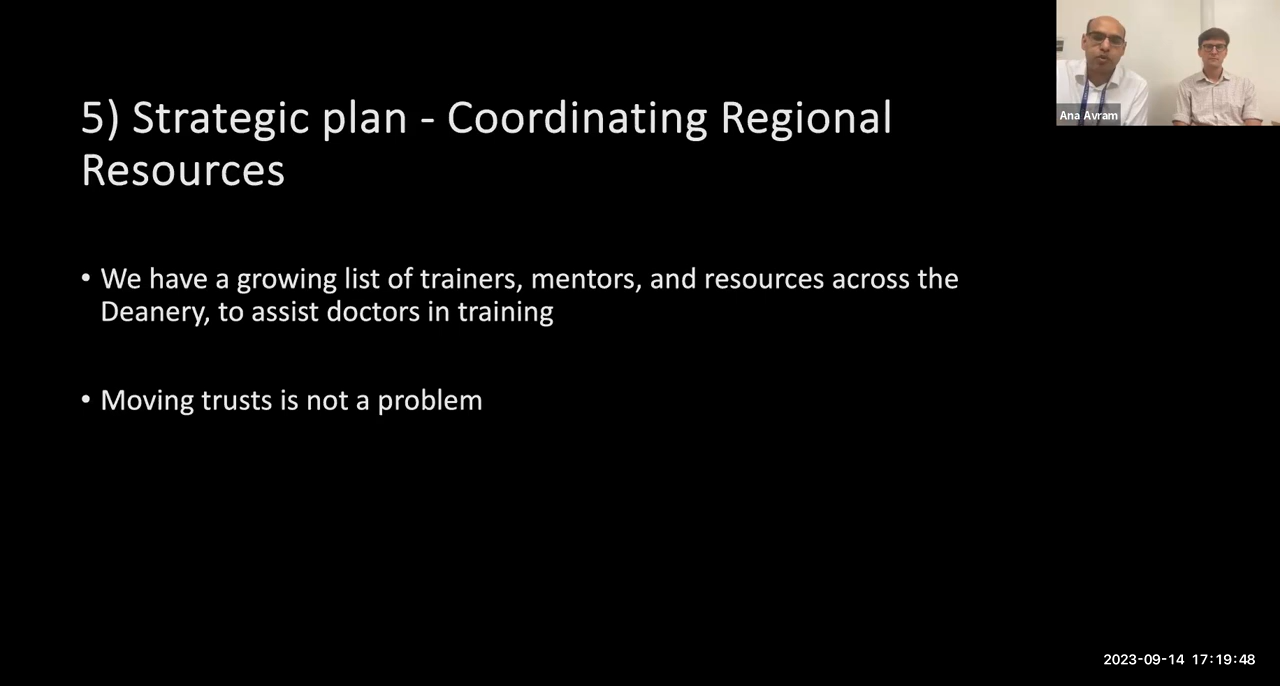 5) Strategic plan - Coordinating Regional
Resources
• We have a growing list of trainers, mentors, and resources across the
Deanery, to assist doctors in training
• Moving trusts is not a problem
Ana Avram
2023-09-14 17:19:48